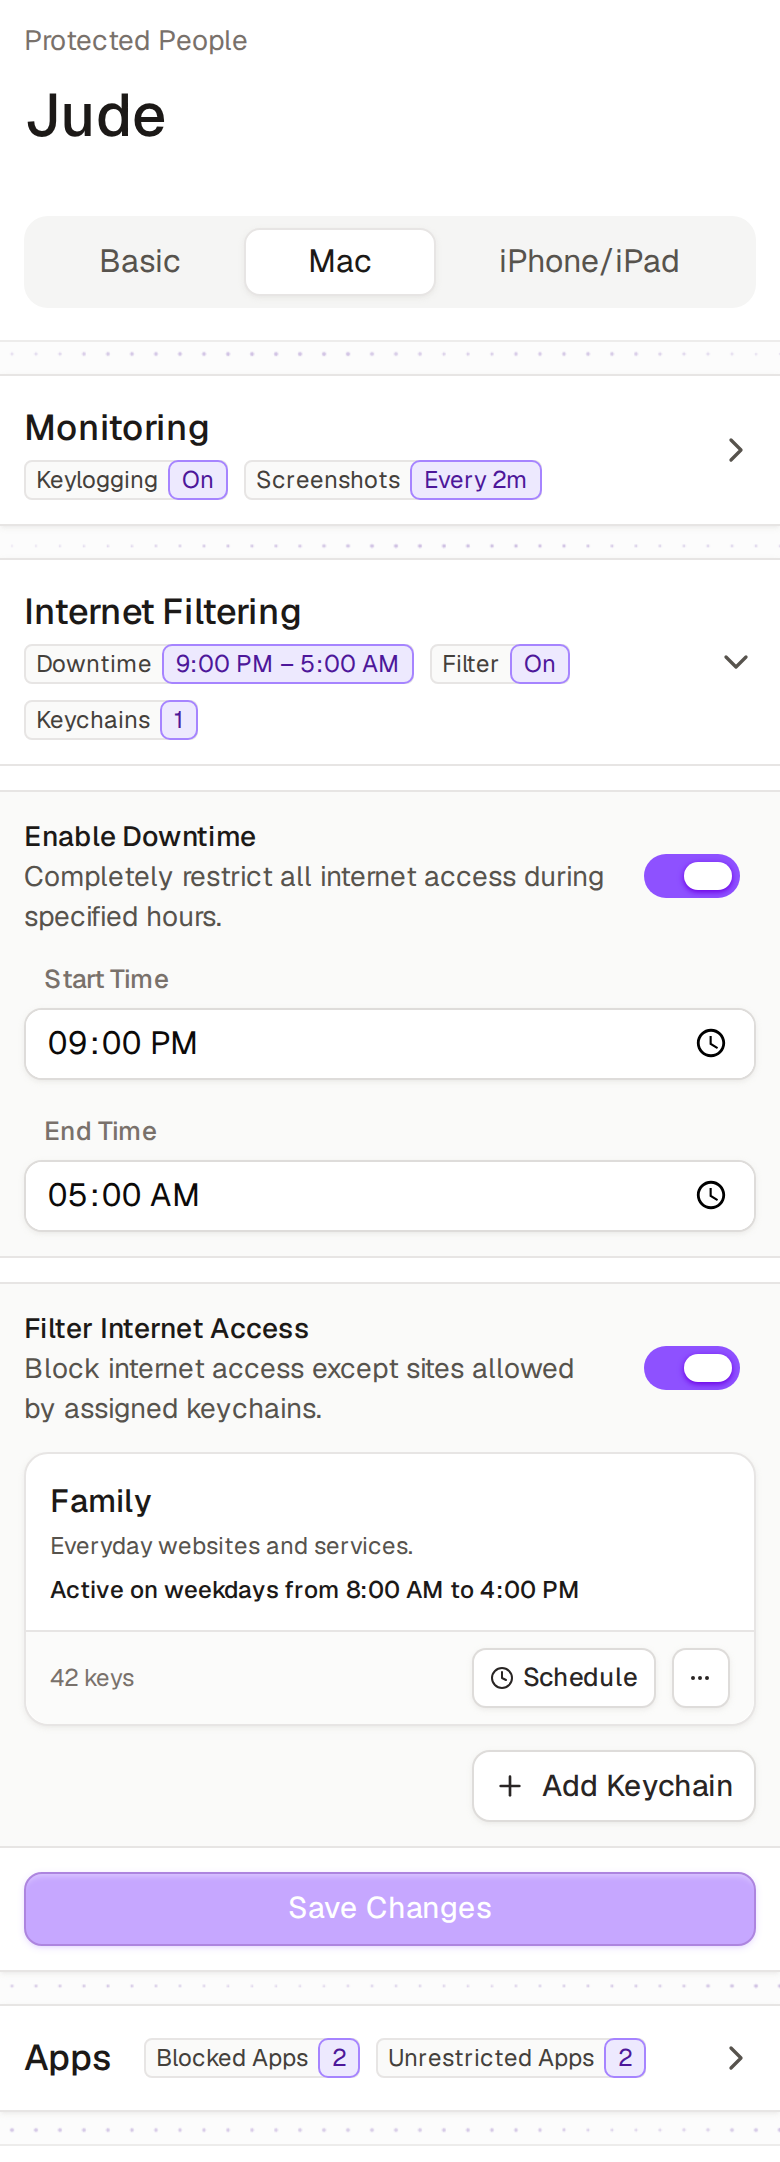 Protected People
Jude
Basic
Mac
iPhone/iPad
Monitoring
Keylogging On Screenshots Every 2m
Internet Filtering
Downtime 9:00 PM – 5:00 AM Filter On
Keychains 1
Enable Downtime
Completely restrict all internet access during
specified hours.
Start Time
09:00 PM
End Time
05:00 AM
Filter Internet Access
Block internet access except sites allowed
by assigned keychains.
Family
Everyday websites and services.
Active on weekdays from 8:00 AM to 4:00 PM
42 keys
Schedule
Add Keychain
Save Changes
Apps Blocked Apps 2 Unrestricted Apps 2